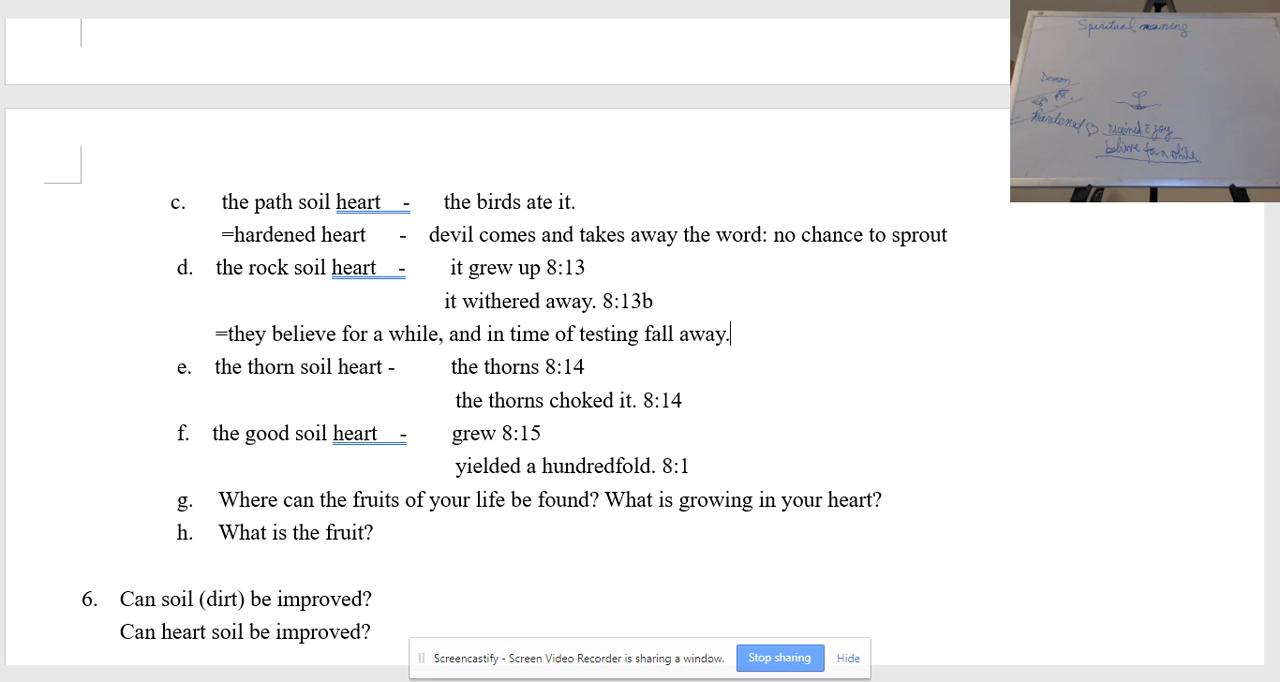 Spiritual meaning
Demon
hardened received joy
believe for a while
c. the path soil heart - the birds ate it.
=hardened heart - devil comes and takes away the word: no chance to sprout
d. the rock soil heart - it grew up 8:13
it withered away. 8:13b
=they believe for a while, and in time of testing fall away.
e. the thorn soil heart - the thorns 8:14
the thorns choked it. 8:14
f. the good soil heart - grew 8:15
yielded a hundredfold. 8:1
g. Where can the fruits of your life be found? What is growing in your heart?
h. What is the fruit?
6. Can soil (dirt) be improved?
Can heart soil be improved?
Screencastify - Screen Video Recorder is sharing a window. Stop sharing Hide